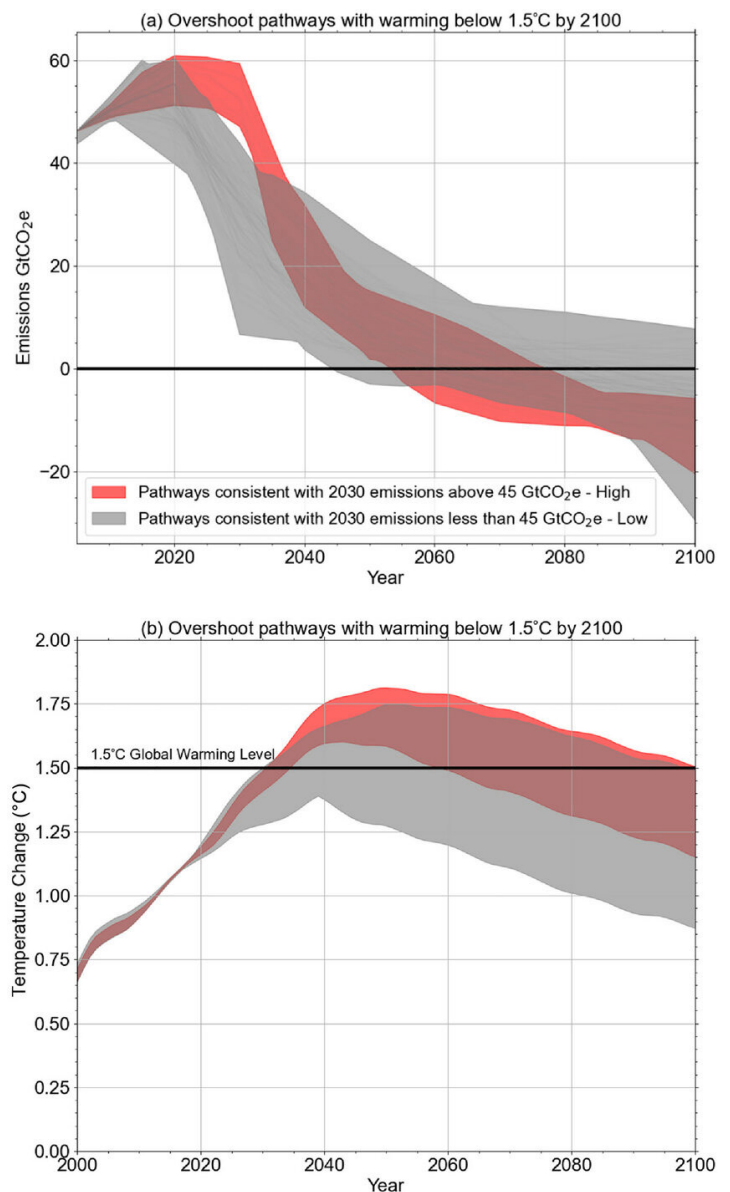 (a) Overshoot pathways with warming below 1.5°C by 2100
60
40
20
0
−20
Emissions GtCO₂e
Pathways consistent with 2030 emissions above 45 GtCO₂e - High
Pathways consistent with 2030 emissions less than 45 GtCO₂e - Low
2020 2040 2060 2080 2100
Year
(b) Overshoot pathways with warming below 1.5°C by 2100
2.00
1.75
1.5°C Global Warming Level
1.50
1.25
1.00
0.75
0.50
0.25
0.00
Temperature Change (°C)
2000 2020 2040 2060 2080 2100
Year